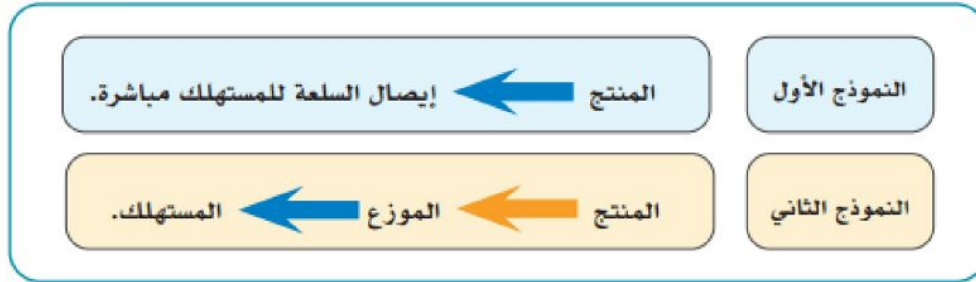 النموذج الأول
المنتج إيصال السلعة للمستهلك مباشرة.
النموذج الثاني
المنتج الموزع المستهلك.